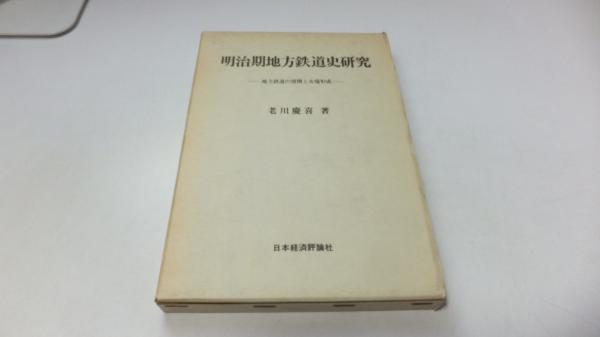 明治期地方鉄道史研究
——地方鉄道の展開と市場形成——
老川慶喜 著
日本経済評論社